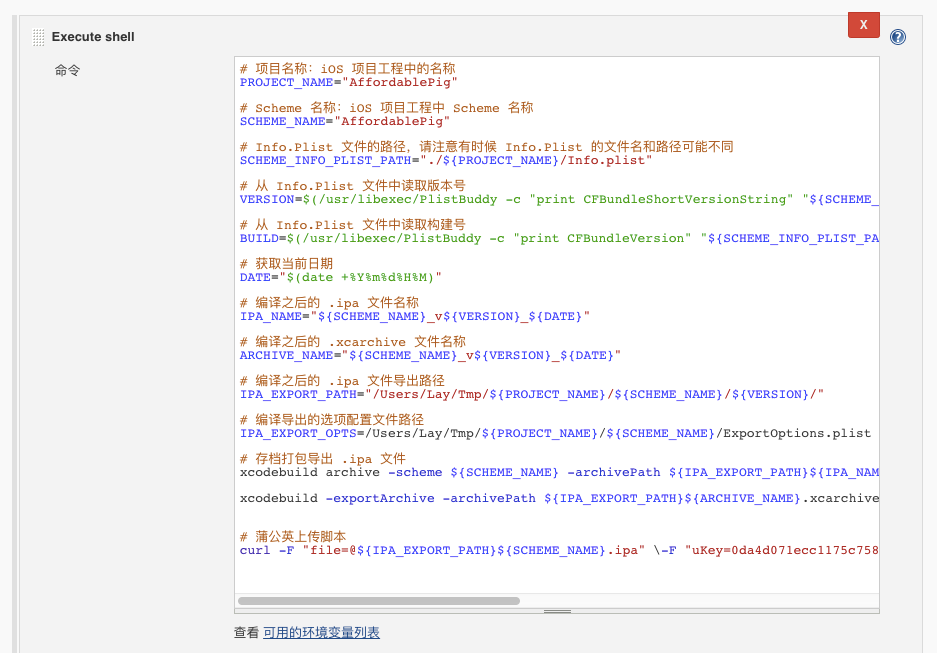 Execute shell
X
?
命令
# 项目名称: iOS 项目工程中的名称
PROJECT_NAME="AffordablePig"
# Scheme 名称: iOS 项目工程中 Scheme 名称
SCHEME_NAME="AffordablePig"
# Info.Plist 文件的路径, 请注意有时候 Info.Plist 的文件名和路径可能不同
SCHEME_INFO_PLIST_PATH="./${PROJECT_NAME}/Info.plist"
# 从 Info.Plist 文件中读取版本号
VERSION=$(/usr/libexec/PlistBuddy -c "print CFBundleShortVersionString" "${SCHEME_
# 从 Info.Plist 文件中读取构建号
BUILD=$(/usr/libexec/PlistBuddy -c "print CFBundleVersion" "${SCHEME_INFO_PLIST_PA
# 获取当前日期
DATE="$(date +%Y%m%d%H%M)"
# 编译之后的 .ipa 文件名称
IPA_NAME="${SCHEME_NAME}_v${VERSION}_${DATE}"
# 编译之后的 .xcarchive 文件名称
ARCHIVE_NAME="${SCHEME_NAME}_v${VERSION}_${DATE}"
# 编译之后的 .ipa 文件导出路径
IPA_EXPORT_PATH="/Users/Lay/Tmp/${PROJECT_NAME}/${SCHEME_NAME}/${VERSION}/"
# 编译导出的选项配置文件路径
IPA_EXPORT_OPTS=/Users/Lay/Tmp/${PROJECT_NAME}/${SCHEME_NAME}/ExportOptions.plist
# 存档打包导出 .ipa 文件
xcodebuild archive -scheme ${SCHEME_NAME} -archivePath ${IPA_EXPORT_PATH}${IPA_NAM
xcodebuild -exportArchive -archivePath ${IPA_EXPORT_PATH}${ARCHIVE_NAME}.xcarchive
# 蒲公英上传脚本
curl -F "file=@${IPA_EXPORT_PATH}${SCHEME_NAME}.ipa" \-F "uKey=0da4d071ecc1175c758
查看 可用的环境变量列表